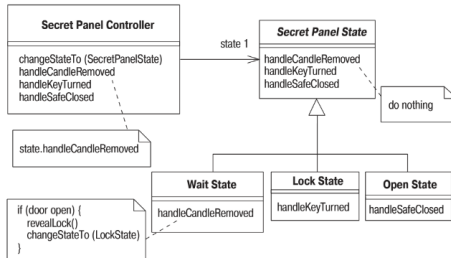 Secret Panel Controller
changeStateTo (SecretPanelState)
handleCandleRemoved
handleKeyTurned
handleSafeClosed
state 1
Secret Panel State
handleCandleRemoved
handleKeyTurned
handleSafeClosed
do nothing
state.handleCandleRemoved
Wait State
handleCandleRemoved
Lock State
handleKeyTurned
Open State
handleSafeClosed
if (door open) {
revealLock()
changeStateTo (LockState)
}